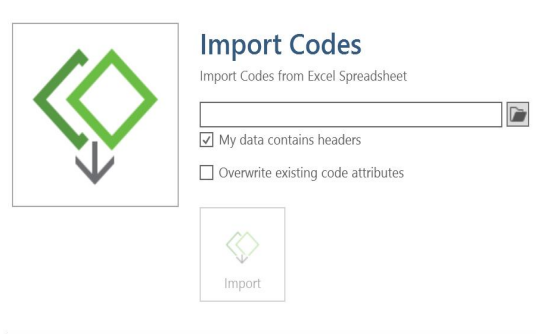 Import Codes
Import Codes from Excel Spreadsheet
My data contains headers
Overwrite existing code attributes
Import